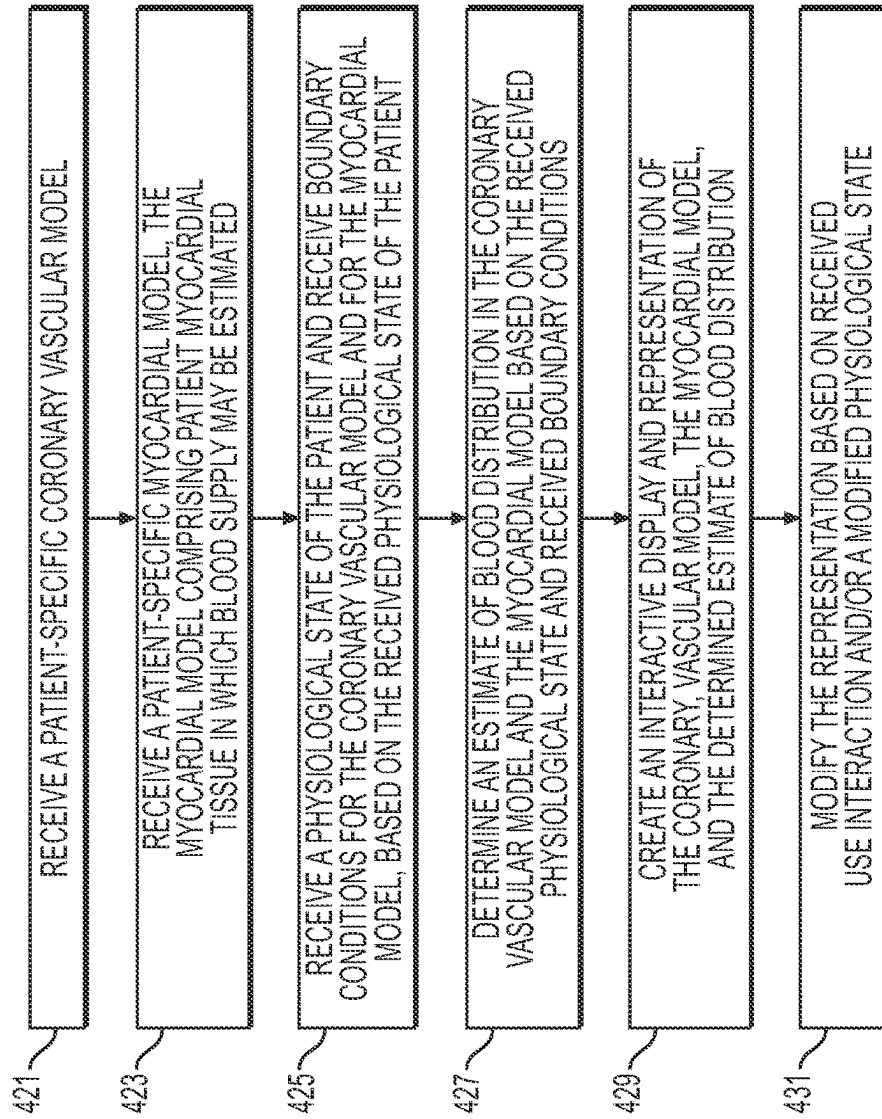 421
RECEIVE A PATIENT-SPECIFIC CORONARY VASCULAR MODEL
423
RECEIVE A PATIENT-SPECIFIC MYOCARDIAL MODEL, THE
MYOCARDIAL MODEL COMPRISING PATIENT MYOCARDIAL
TISSUE IN WHICH BLOOD SUPPLY MAY BE ESTIMATED
425
RECEIVE A PHYSIOLOGICAL STATE OF THE PATIENT AND RECEIVE BOUNDARY
CONDITIONS FOR THE CORONARY VASCULAR MODEL AND FOR THE MYOCARDIAL
MODEL, BASED ON THE RECEIVED PHYSIOLOGICAL STATE OF THE PATIENT
427
DETERMINE AN ESTIMATE OF BLOOD DISTRIBUTION IN THE CORONARY
VASCULAR MODEL AND THE MYOCARDIAL MODEL BASED ON THE RECEIVED
PHYSIOLOGICAL STATE AND RECEIVED BOUNDARY CONDITIONS
429
CREATE AN INTERACTIVE DISPLAY AND REPRESENTATION OF
THE CORONARY, VASCULAR MODEL, THE MYOCARDIAL MODEL,
AND THE DETERMINED ESTIMATE OF BLOOD DISTRIBUTION
431
MODIFY THE REPRESENTATION BASED ON RECEIVED
USE INTERACTION AND/OR A MODIFIED PHYSIOLOGICAL STATE